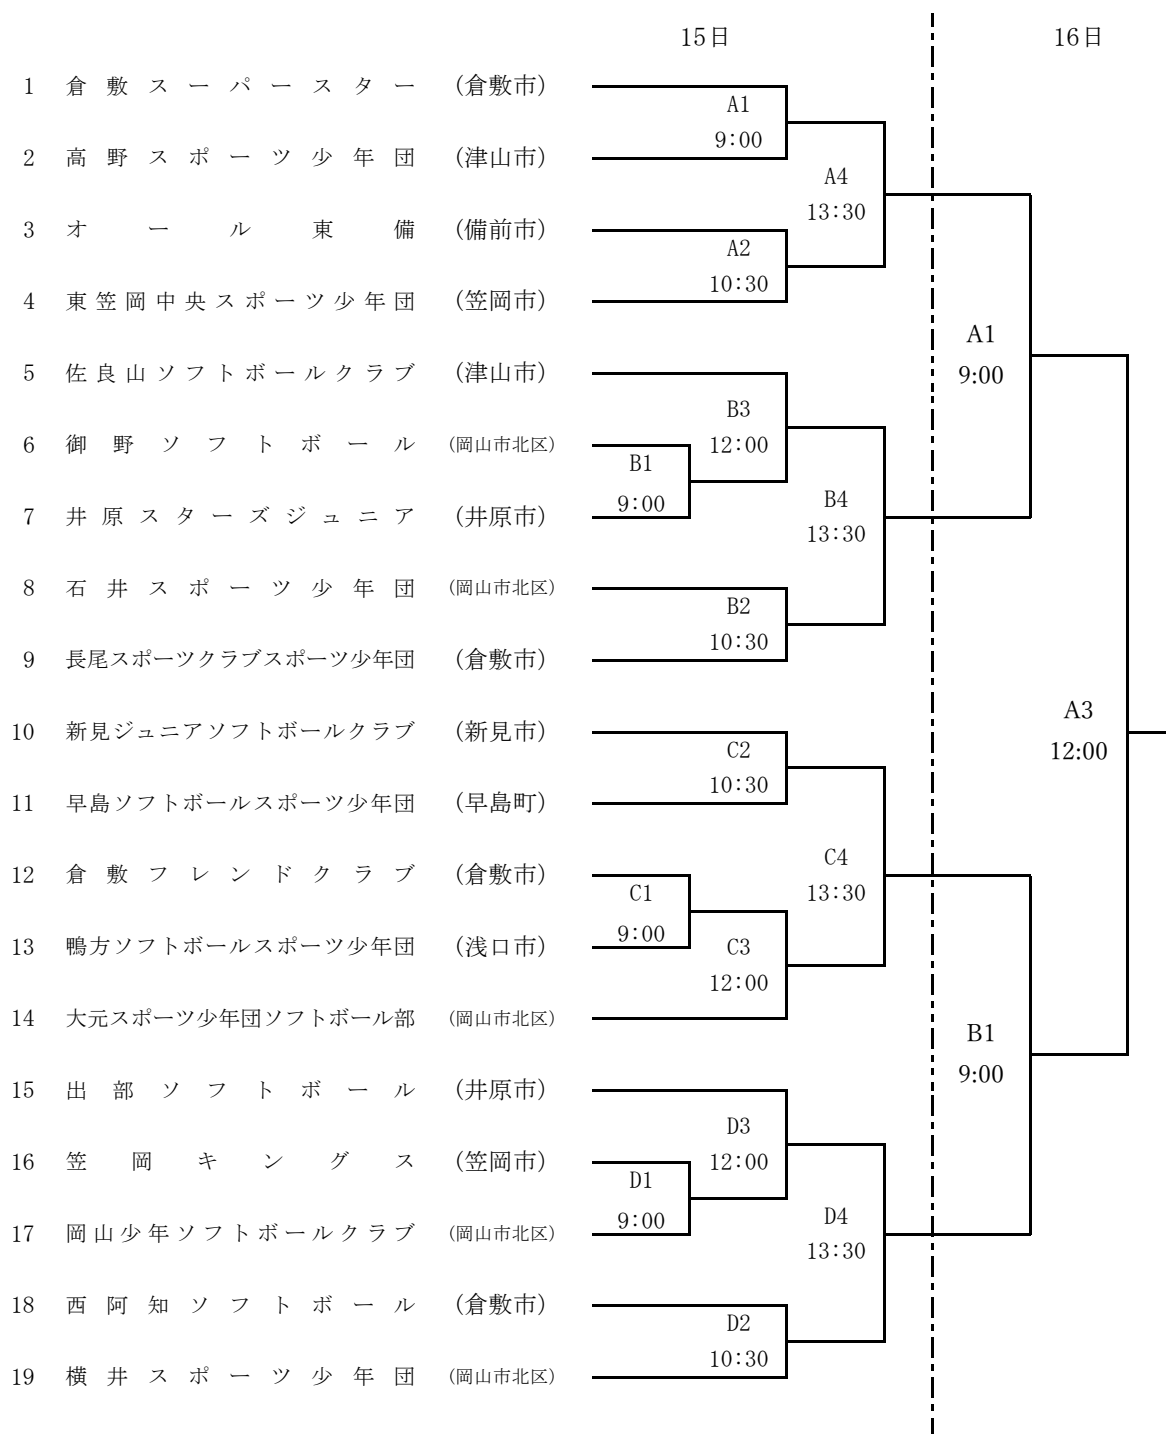 15日 16日
1 倉敷スーパースター (倉敷市)
A1
9:00
2 高野スポーツ少年団 (津山市)
A4
13:30
3 オール東備 (備前市)
A2
10:30
4 東笠岡中央スポーツ少年団 (笠岡市)
A1
9:00
5 佐良山ソフトボールクラブ (津山市)
B3
12:00
6 御野ソフトボール (岡山市北区)
B1
9:00
7 井原スターズジュニア (井原市)
B4
13:30
8 石井スポーツ少年団 (岡山市北区)
B2
10:30
9 長尾スポーツクラブスポーツ少年団 (倉敷市)
A3
12:00
10 新見ジュニアソフトボールクラブ (新見市)
C2
10:30
11 早島ソフトボールスポーツ少年団 (早島町)
C4
13:30
12 倉敷フレンドクラブ (倉敷市)
C1
9:00
13 鴨方ソフトボールスポーツ少年団 (浅口市)
C3
12:00
14 大元スポーツ少年団ソフトボール部 (岡山市北区)
B1
9:00
15 出部ソフトボール (井原市)
D3
12:00
16 笠岡キングス (笠岡市)
D1
9:00
17 岡山少年ソフトボールクラブ (岡山市北区)
D4
13:30
18 西阿知ソフトボール (倉敷市)
D2
10:30
19 横井スポーツ少年団 (岡山市北区)